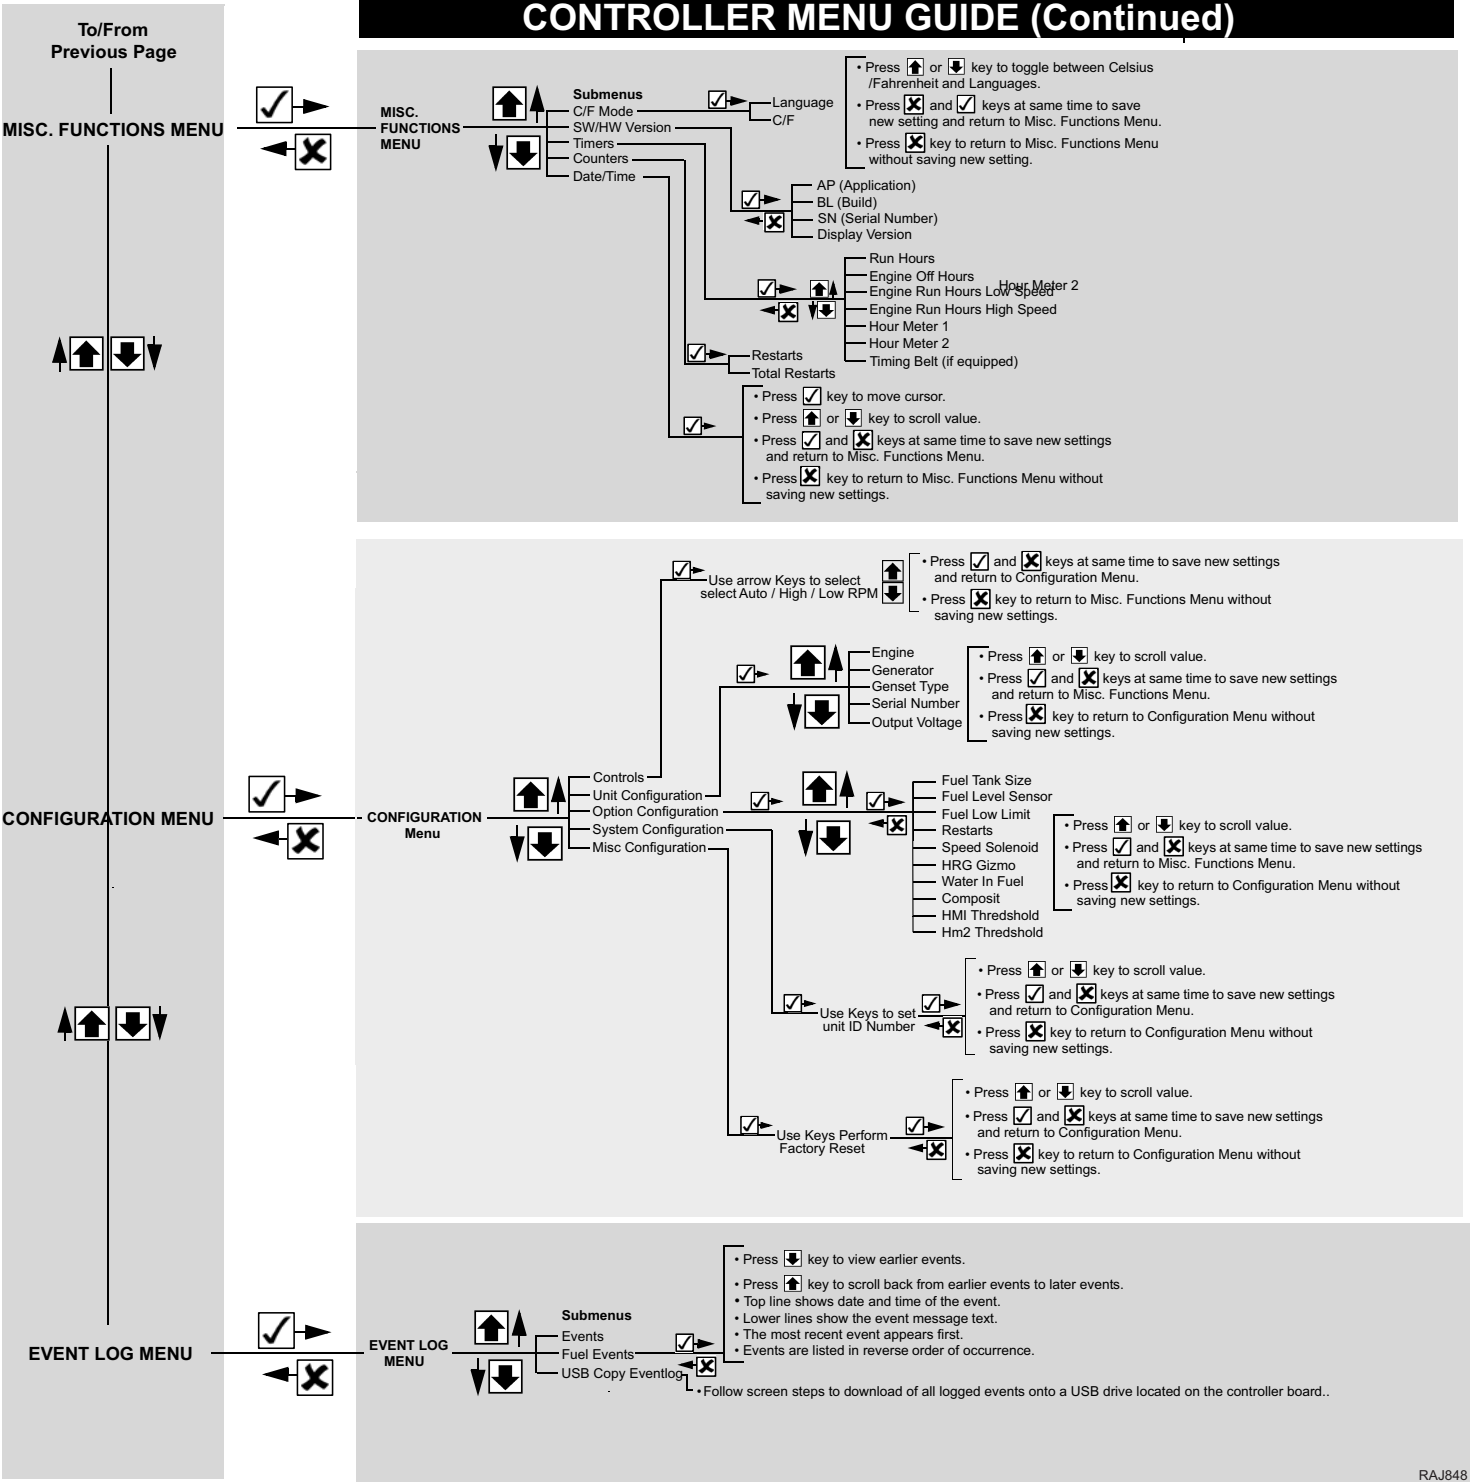 CONTROLLER MENU GUIDE (Continued)
To/From
Previous Page
MISC. FUNCTIONS MENU
MISC.
FUNCTIONS
MENU
Submenus
C/F Mode
SW/HW Version
Timers
Counters
Date/Time
Language
C/F
• Press or key to toggle between Celsius
/Fahrenheit and Languages.
• Press and keys at same time to save
new setting and return to Misc. Functions Menu.
• Press key to return to Misc. Functions Menu
without saving new setting.
AP (Application)
BL (Build)
SN (Serial Number)
Display Version
Run Hours
Engine Off Hours
Hour Meter 2
Engine Run Hours Low Speed
Engine Run Hours High Speed
Hour Meter 1
Hour Meter 2
Timing Belt (if equipped)
Restarts
Total Restarts
• Press key to move cursor.
• Press or key to scroll value.
• Press and keys at same time to save new settings
and return to Misc. Functions Menu.
• Press key to return to Misc. Functions Menu without
saving new settings.
CONFIGURATION MENU
CONFIGURATION
Menu
Controls
Unit Configuration
Option Configuration
System Configuration
Misc Configuration
Use arrow Keys to select
select Auto / High / Low RPM
• Press and keys at same time to save new settings
and return to Configuration Menu.
• Press key to return to Misc. Functions Menu without
saving new settings.
Engine
Generator
Genset Type
Serial Number
Output Voltage
• Press or key to scroll value.
• Press and keys at same time to save new settings
and return to Misc. Functions Menu.
• Press key to return to Configuration Menu without
saving new settings.
Fuel Tank Size
Fuel Level Sensor
Fuel Low Limit
Restarts
Speed Solenoid
HRG Gizmo
Water In Fuel
Composit
HMI Thredshold
Hm2 Thredshold
• Press or key to scroll value.
• Press and keys at same time to save new settings
and return to Misc. Functions Menu.
• Press key to return to Configuration Menu without
saving new settings.
Use Keys to set
unit ID Number
• Press or key to scroll value.
• Press and keys at same time to save new settings
and return to Configuration Menu.
• Press key to return to Configuration Menu without
saving new settings.
Use Keys Perform
Factory Reset
• Press or key to scroll value.
• Press and keys at same time to save new settings
and return to Configuration Menu.
• Press key to return to Configuration Menu without
saving new settings.
EVENT LOG MENU
EVENT LOG
MENU
Submenus
Events
Fuel Events
USB Copy Eventlog
• Press key to view earlier events.
• Press key to scroll back from earlier events to later events.
• Top line shows date and time of the event.
• Lower lines show the event message text.
• The most recent event appears first.
• Events are listed in reverse order of occurrence.
• Follow screen steps to download of all logged events onto a USB drive located on the controller board..
RAJ848